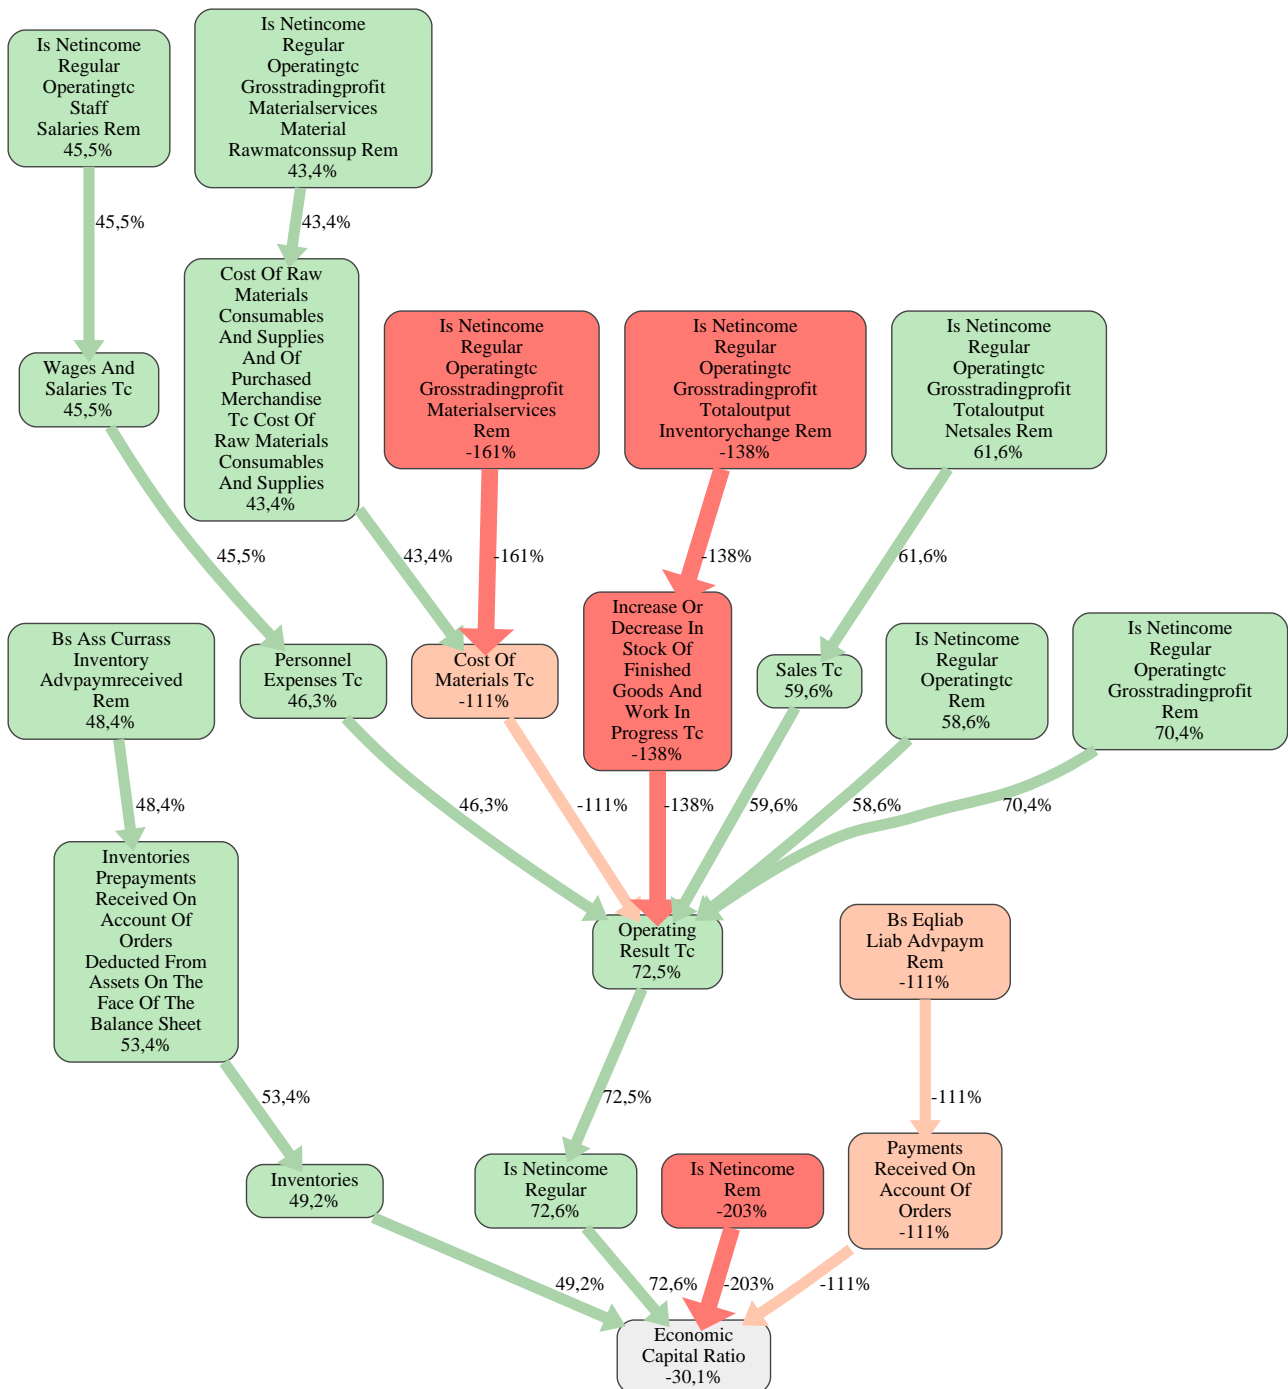 Is Netincome
Regular
Operatingtc
Staff
Salaries Rem
45,5%
Is Netincome
Regular
Operatingtc
Grosstradingprofit
Materialservices
Material
Rawmatconssup Rem
43,4%
45,5%
43,4%
Cost Of Raw
Materials
Consumables
And Supplies
And Of
Purchased
Merchandise
Tc Cost Of
Raw Materials
Consumables
And Supplies
43,4%
Is Netincome
Regular
Operatingtc
Grosstradingprofit
Materialservices
Rem
-161%
Is Netincome
Regular
Operatingtc
Grosstradingprofit
Totaloutput
Inventorychange Rem
-138%
Is Netincome
Regular
Operatingtc
Grosstradingprofit
Totaloutput
Netsales Rem
61,6%
Wages And
Salaries Tc
45,5%
45,5%
43,4%
-161%
-138%
61,6%
Bs Ass Currass
Inventory
Advpaymreceived
Rem
48,4%
Personnel
Expenses Tc
46,3%
Cost Of
Materials Tc
-111%
Increase Or
Decrease In
Stock Of
Finished
Goods And
Work In
Progress Tc
-138%
Sales Tc
59,6%
Is Netincome
Regular
Operatingtc
Rem
58,6%
Is Netincome
Regular
Operatingtc
Grosstradingprofit
Rem
70,4%
48,4%
46,3%
-111%
-138%
59,6%
58,6%
70,4%
Inventories
Prepayments
Received On
Account Of
Orders
Deducted From
Assets On The
Face Of The
Balance Sheet
53,4%
Operating
Result Tc
72,5%
Bs Eqliab
Liab Advpaym
Rem
-111%
53,4%
72,5%
-111%
Inventories
49,2%
Is Netincome
Regular
72,6%
Is Netincome
Rem
-203%
Payments
Received On
Account Of
Orders
-111%
49,2%
72,6%
-203%
-111%
Economic
Capital Ratio
-30,1%